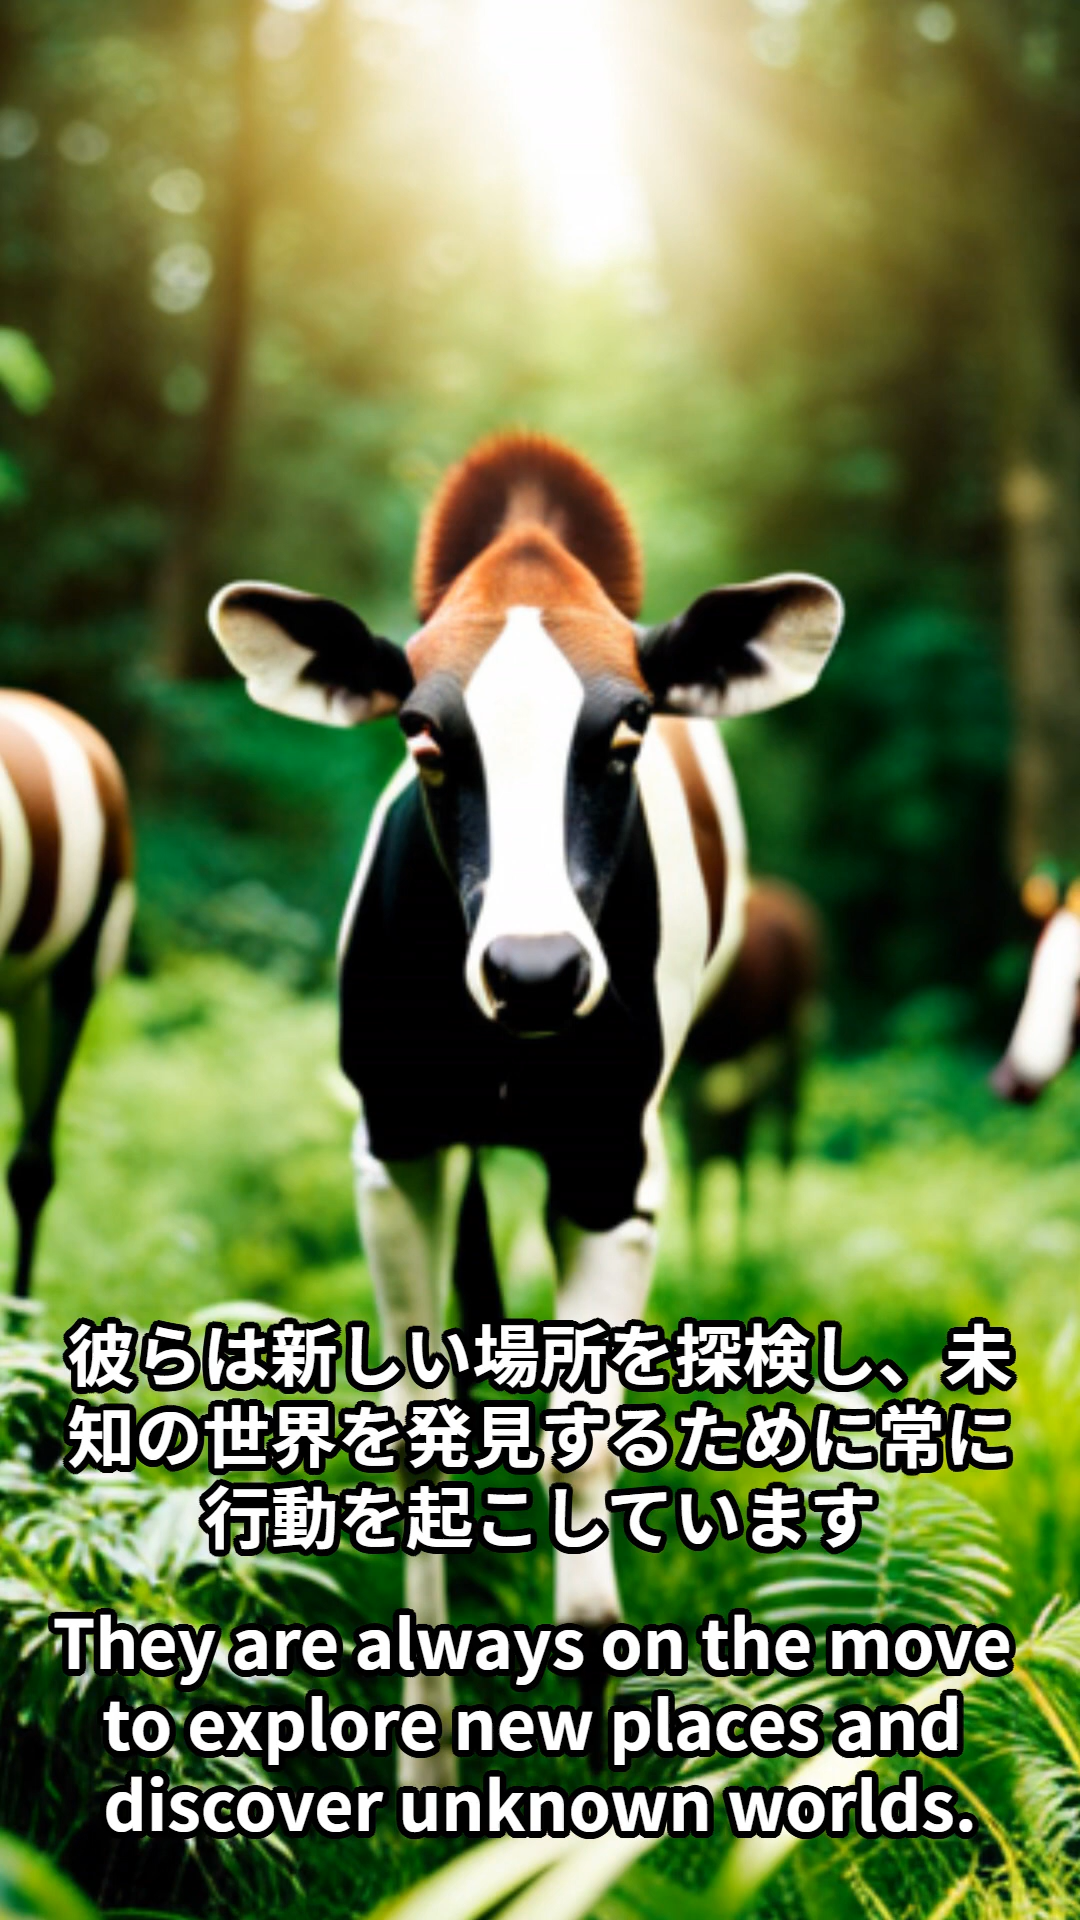 彼らは新しい場所を探検し、未
知の世界を発見するために常に
行動を起こしています
They are always on the move
to explore new places and
discover unknown worlds.